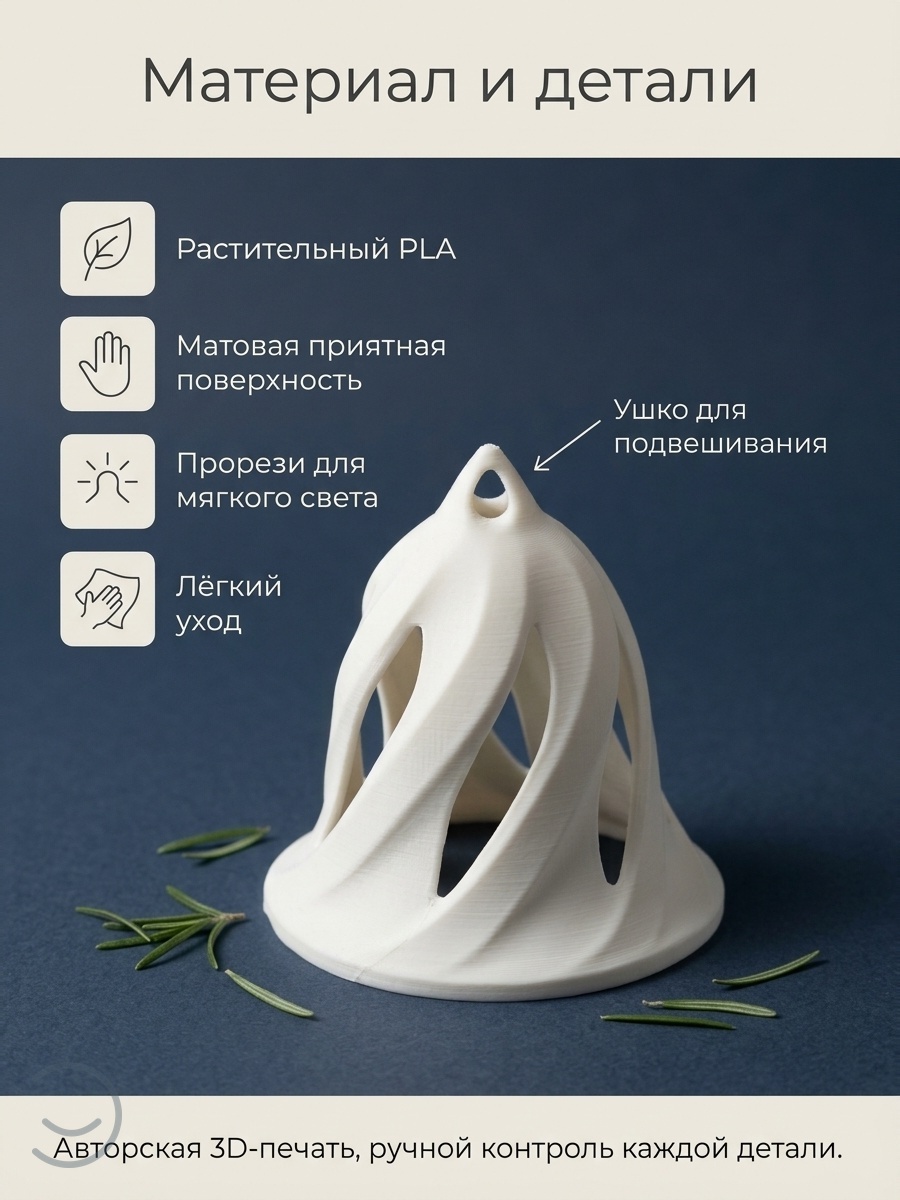 Материал и детали
Растительный PLA
Матовая приятная
поверхность
Ушко для
подвешивания
Прорези для
мягкого света
Лёгкий
уход
Авторская 3D-печать, ручной контроль каждой детали.